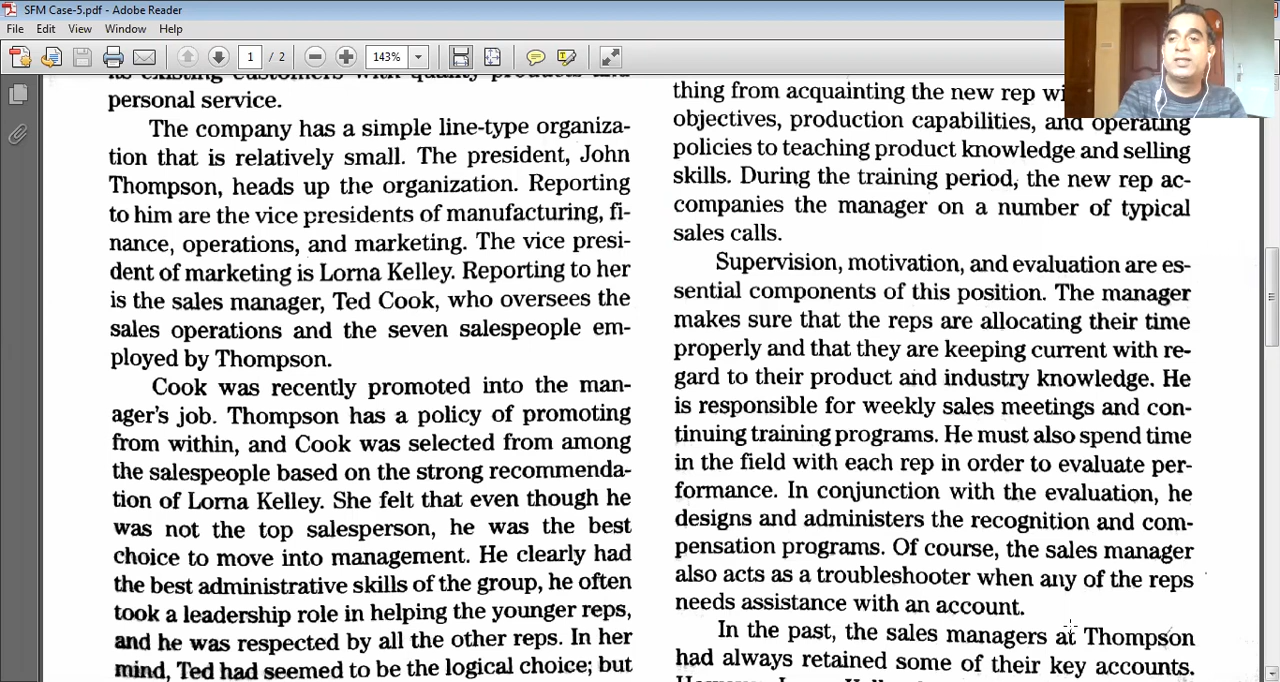 SFM Case-5.pdf - Adobe Reader
File Edit View Window Help
1 / 2 143%
its existing customers with quality products and
personal service.
The company has a simple line-type organiza-
tion that is relatively small. The president, John
Thompson, heads up the organization. Reporting
to him are the vice presidents of manufacturing, fi-
nance, operations, and marketing. The vice presi-
dent of marketing is Lorna Kelley. Reporting to her
is the sales manager, Ted Cook, who oversees the
sales operations and the seven salespeople em-
ployed by Thompson.
Cook was recently promoted into the man-
ager's job. Thompson has a policy of promoting
from within, and Cook was selected from among
the salespeople based on the strong recommenda-
tion of Lorna Kelley. She felt that even though he
was not the top salesperson, he was the best
choice to move into management. He clearly had
the best administrative skills of the group, he often
took a leadership role in helping the younger reps,
and he was respected by all the other reps. In her
mind, Ted had seemed to be the logical choice; but
thing from acquainting the new rep
objectives, production capabilities, and operating
policies to teaching product knowledge and selling
skills. During the training period, the new rep ac-
companies the manager on a number of typical
sales calls.
Supervision, motivation, and evaluation are es-
sential components of this position. The manager
makes sure that the reps are allocating their time
properly and that they are keeping current with re-
gard to their product and industry knowledge. He
is responsible for weekly sales meetings and con-
tinuing training programs. He must also spend time
in the field with each rep in order to evaluate per-
formance. In conjunction with the evaluation, he
designs and administers the recognition and com-
pensation programs. Of course, the sales manager
also acts as a troubleshooter when any of the reps
needs assistance with an account.
In the past, the sales managers at Thompson
had always retained some of their key accounts.